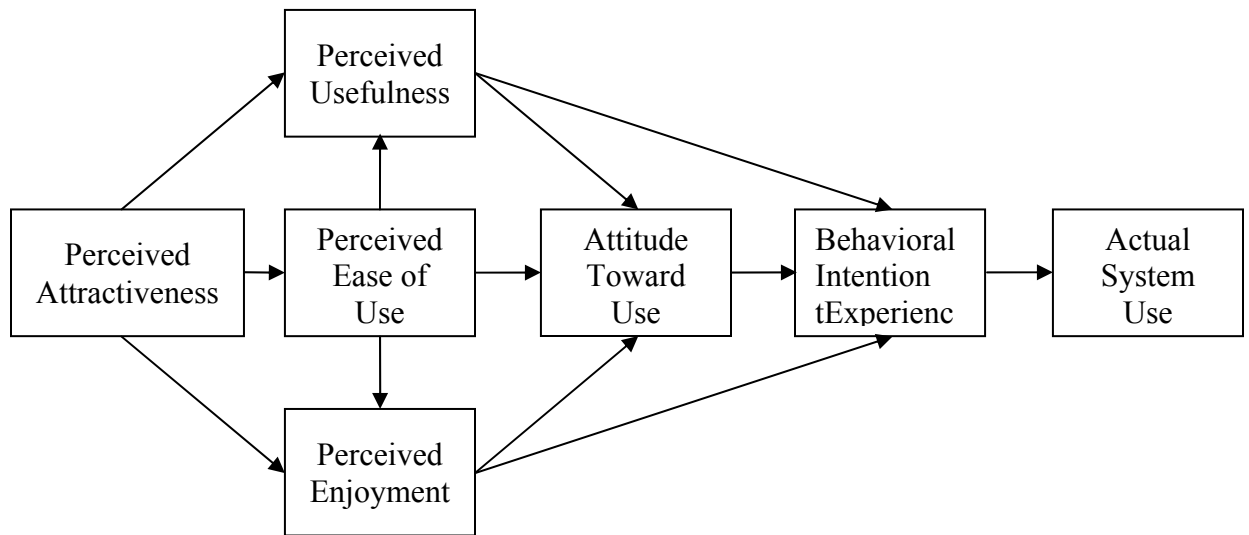 Perceived
Usefulness
Perceived
Attractiveness
Perceived
Ease of
Use
Attitude
Toward
Use
Behavioral
Intention
tExperienc
Actual
System
Use
Perceived
Enjoyment